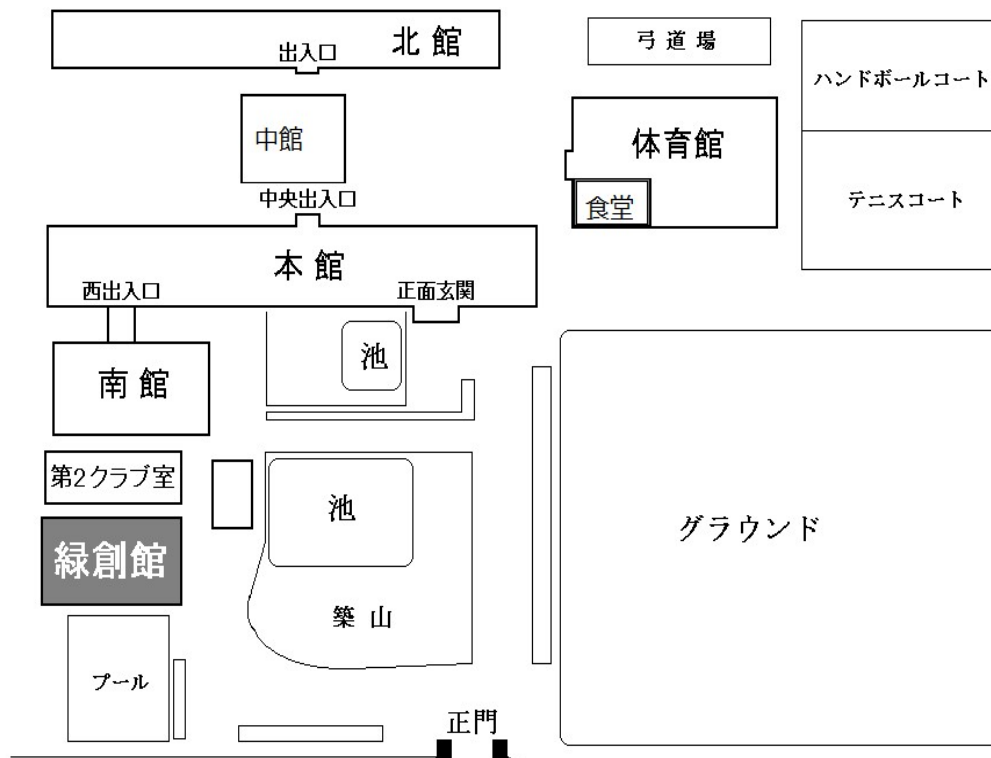 北館
出入口
弓道場
ハンドボールコート
中館
体育館
中央出入口
食堂
テニスコート
本館
西出入口
正面玄関
池
南館
第2クラブ室
池
グラウンド
緑創館
築山
プール
正門